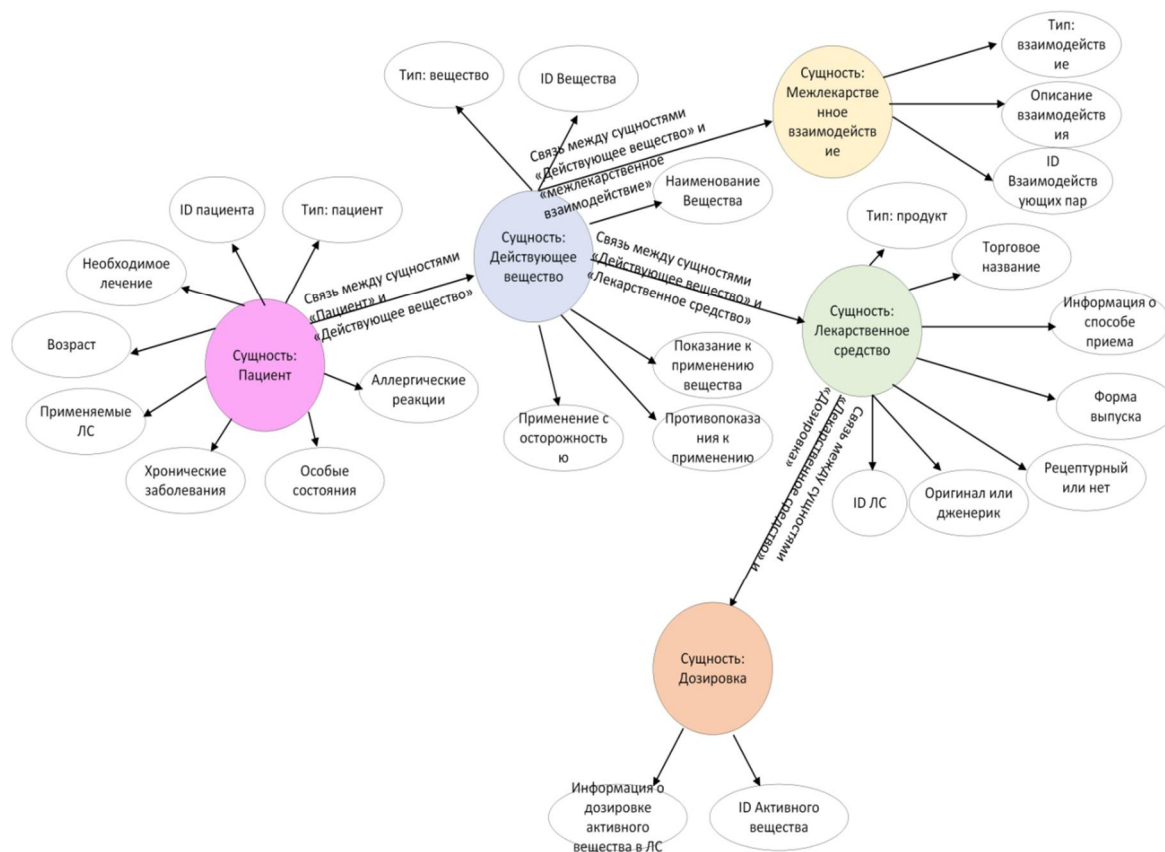 Тип: вещество
ID Вещества
Сущность:
Межлекарстве
нное
взаимодейств
ие
Тип:
взаимодейств
ие
Описание
взаимодейств
ия
ID
Взаимодейств
ующих пар
Связь между сущностями
«Действующее вещество» и
«межлекарственное
взаимодействие»
Наименование
Вещества
ID пациента
Тип: пациент
Необходимое
лечение
Возраст
Применяемые
ЛС
Хронические
заболевания
Особые
состояния
Аллергические
реакции
Сущность:
Пациент
Связь между сущностями
«Пациент» и
«Действующее вещество»
Сущность:
Действующее
вещество
Применение с
осторожность
ю
Показание к
применению
вещества
Противопоказа
ния к
применению
Связь между сущностями
«Действующее вещество» и
«Лекарственное средство»
Тип: продукт
Торговое
название
Сущность:
Лекарственное
средство
Информация о
способе
приема
Форма
выпуска
Рецептурный
или нет
Оригинал или
дженерик
ID ЛС
Связь между сущностями
«Лекарственное средство» и
«Дозировка»
Сущность:
Дозировка
Информация о
дозировке
активного
вещества в ЛС
ID Активного
вещества